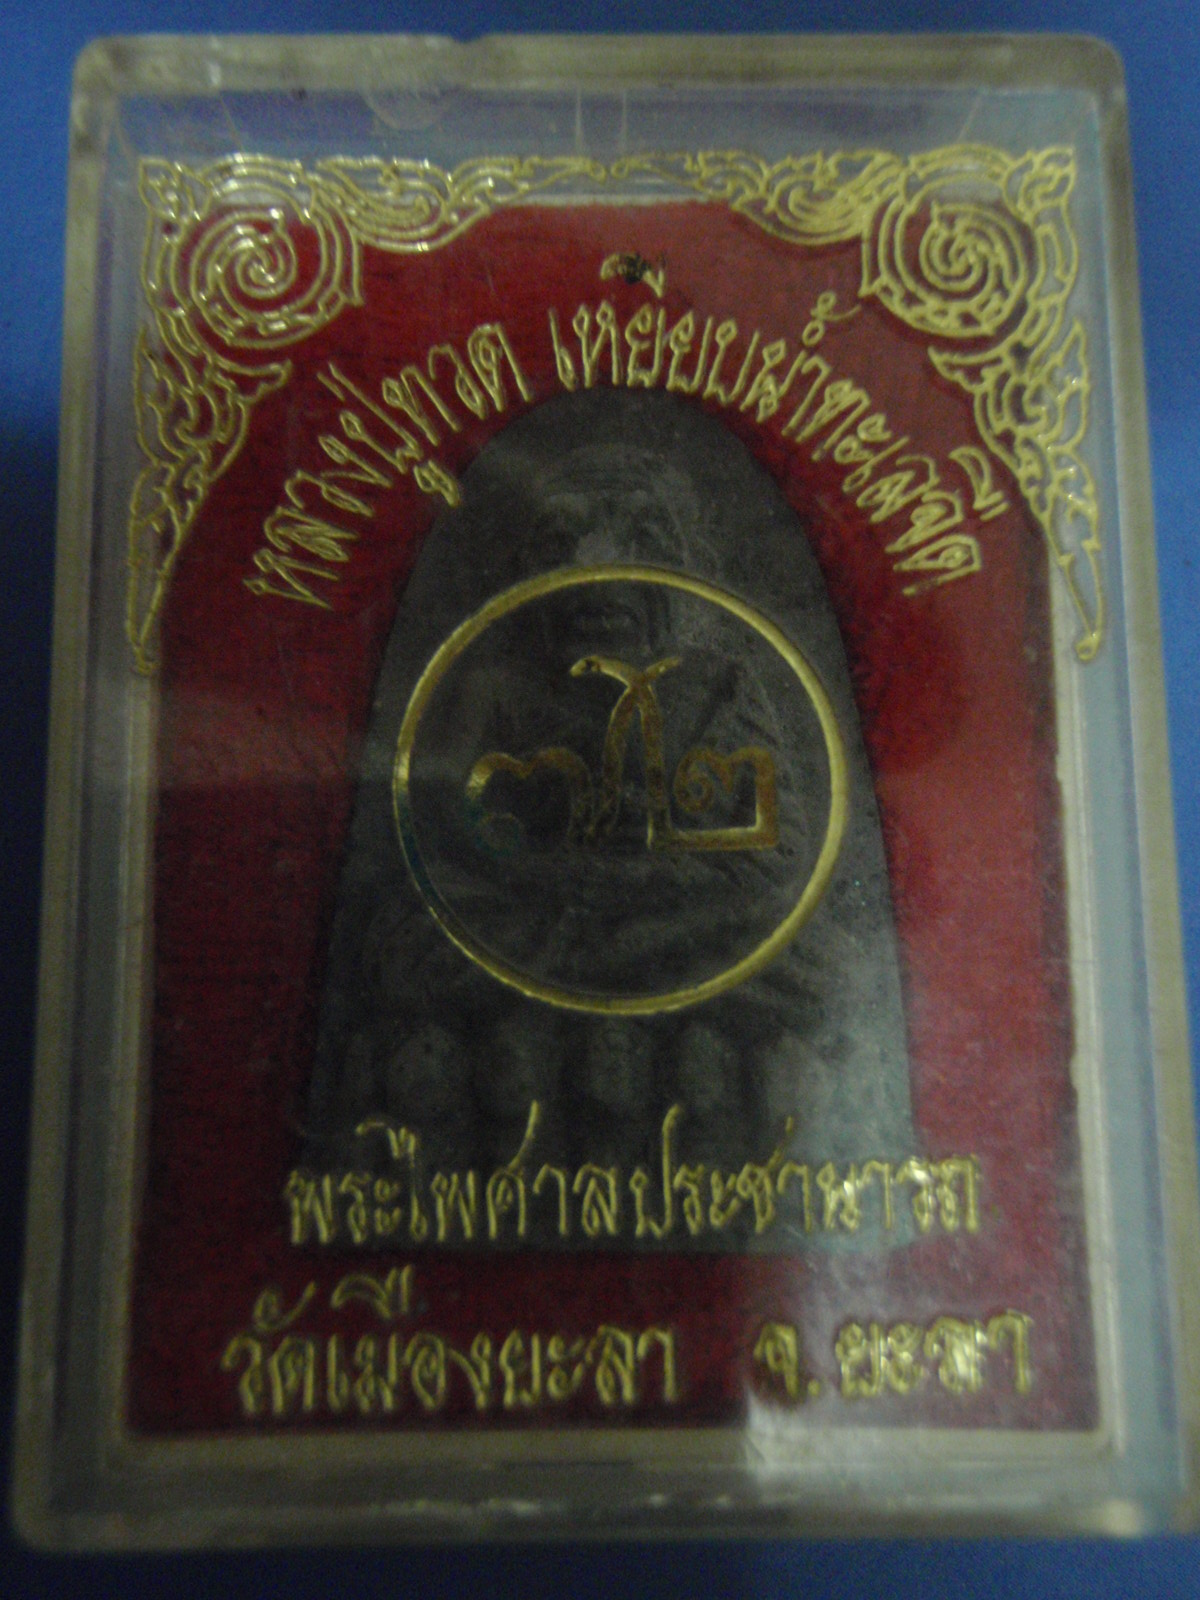 หลวงปู่ทวด เหยียบน้ำทะเลจืด
พระไพศาลประชานารถ
วัดเมืองยะลา จ.ยะลา